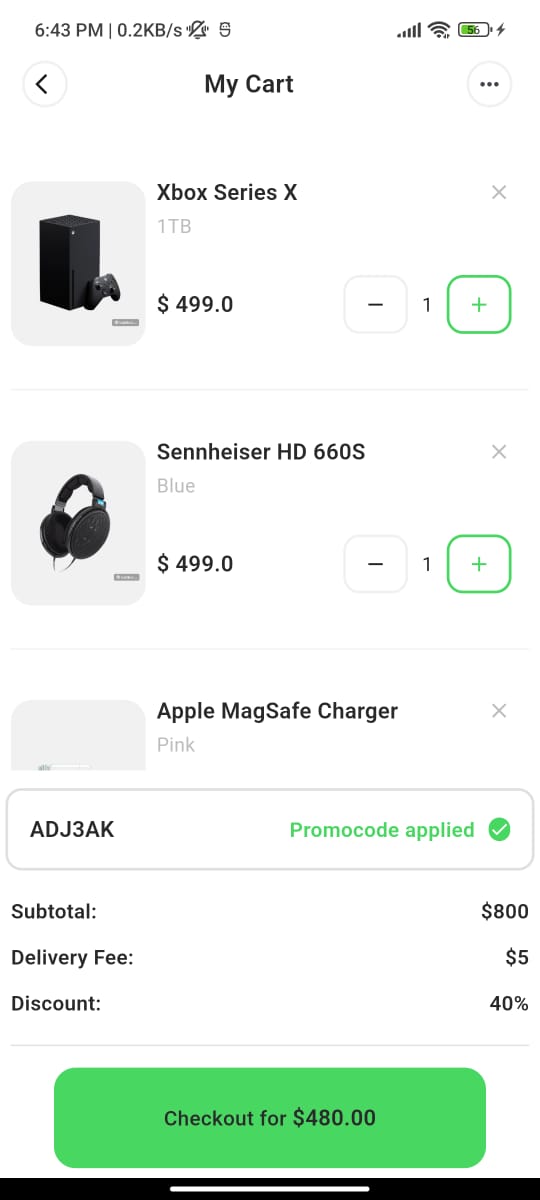 6:43 PM | 0.2KB/s
56
My Cart
Xbox Series X
1TB
$ 499.0
1
Sennheiser HD 660S
Blue
$ 499.0
1
Apple MagSafe Charger
Pink
ADJ3AK
Promocode applied
Subtotal:
$800
Delivery Fee:
$5
Discount:
40%
Checkout for $480.00